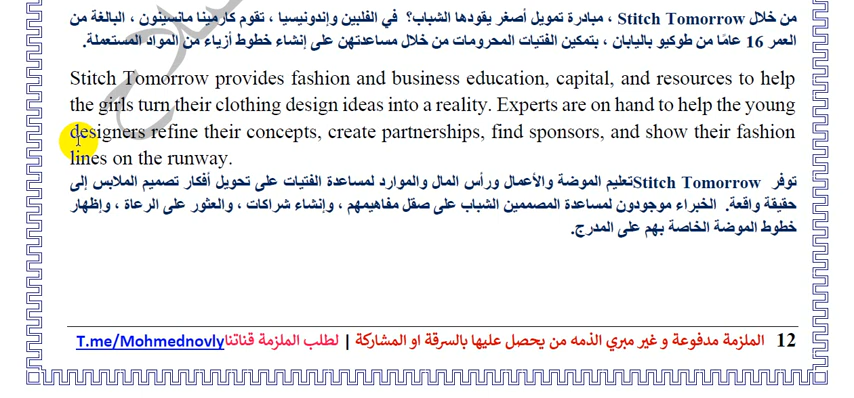 من خلال Stitch Tomorrow ، مبادرة تمويل أصغر يقودها الشباب؟ في الفلبين وإندونيسيا ، تقوم كارمينا مانسينون ، البالغة من
العمر 16 عامًا من طوكيو باليابان ، بتمكين الفتيات المحرومات من خلال مساعدتهن على إنشاء خطوط أزياء من المواد المستعملة.
Stitch Tomorrow provides fashion and business education, capital, and resources to help
the girls turn their clothing design ideas into a reality. Experts are on hand to help the young
designers refine their concepts, create partnerships, find sponsors, and show their fashion
lines on the runway.
توفر Stitch Tomorrowتعليم الموضة والأعمال ورأس المال والموارد لمساعدة الفتيات على تحويل أفكار تصميم الملابس إلى
حقيقة واقعة. الخبراء موجودون لمساعدة المصممين الشباب على صقل مفاهيمهم ، وإنشاء شراكات ، والعثور على الرعاة ، وإظهار
خطوط الموضة الخاصة بهم على المدرج.
12 الملزمة مدفوعة و غير مبري الذمه من يحصل عليها بالسرقة او المشاركة | لطلب الملزمة قناتناT.me/Mohmednovly